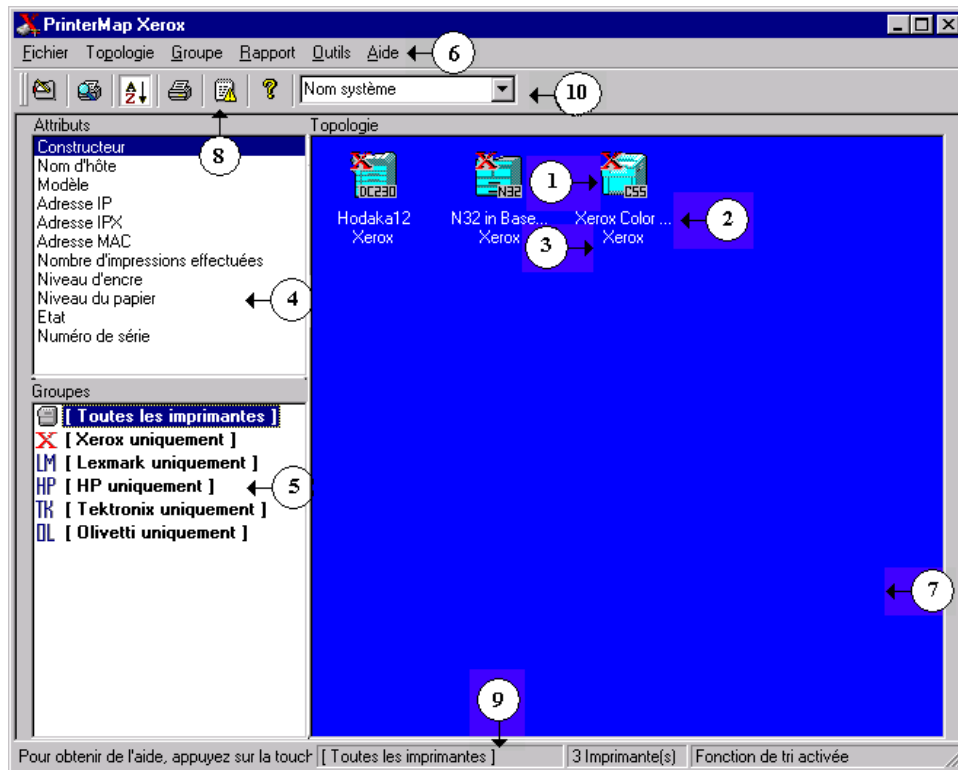 PrinterMap Xerox
Fichier Topologie Groupe Rapport Outils Aide
6
Nom système
10
8
Attributs
Constructeur
Nom d'hôte
Modèle
Adresse IP
Adresse IPX
Adresse MAC
Nombre d'impressions effectuées
Niveau d'encre
Niveau du papier
Etat
Numéro de série
4
Groupes
[ Toutes les imprimantes ]
X [ Xerox uniquement ]
LM [ Lexmark uniquement ]
HP [ HP uniquement ]
TK [ Tektronix uniquement ]
OL [ Olivetti uniquement ]
5
Topologie
DC230
Hodaka12
Xerox
N32
N32 in Base...
Xerox
C55
Xerox Color ...
Xerox
1
2
3
7
9
Pour obtenir de l'aide, appuyez sur la touch
[ Toutes les imprimantes ]
3 Imprimante(s)
Fonction de tri activée